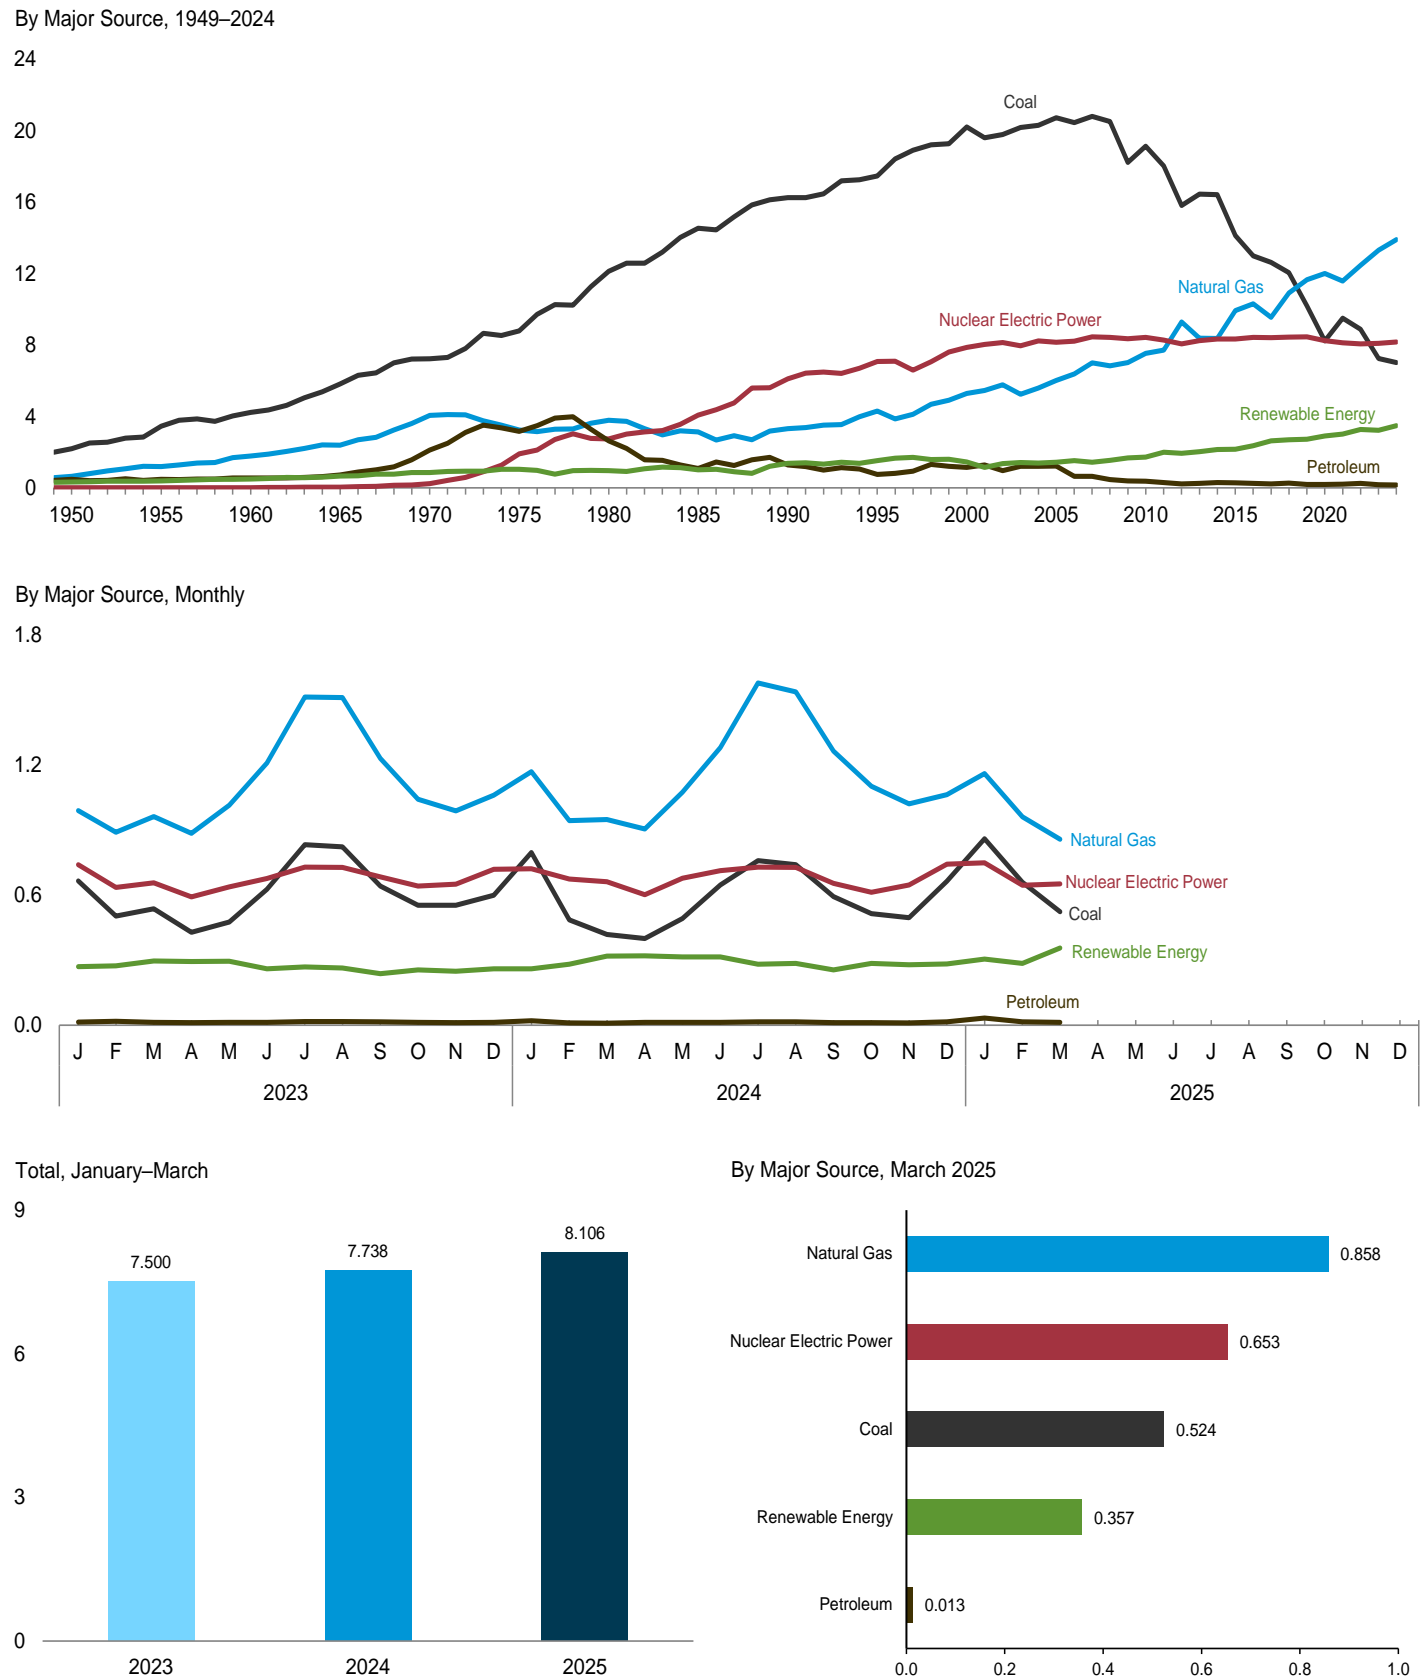 By Major Source, 1949–2024
24
Coal
20
16
12
Natural Gas
Nuclear Electric Power
8
Renewable Energy
4
Petroleum
0
1950 1955 1960 1965 1970 1975 1980 1985 1990 1995 2000 2005 2010 2015 2020
By Major Source, Monthly
1.8
1.2
Natural Gas
Nuclear Electric Power
0.6
Coal
Renewable Energy
Petroleum
0.0
J F M A M J J A S O N D J F M A M J J A S O N D J F M A M J J A S O N D
2023 2024 2025
Total, January–March
9
7.500
7.738
8.106
6
3
0
2023 2024 2025
By Major Source, March 2025
Natural Gas 0.858
Nuclear Electric Power 0.653
Coal 0.524
Renewable Energy 0.357
Petroleum 0.013
0.0 0.2 0.4 0.6 0.8 1.0